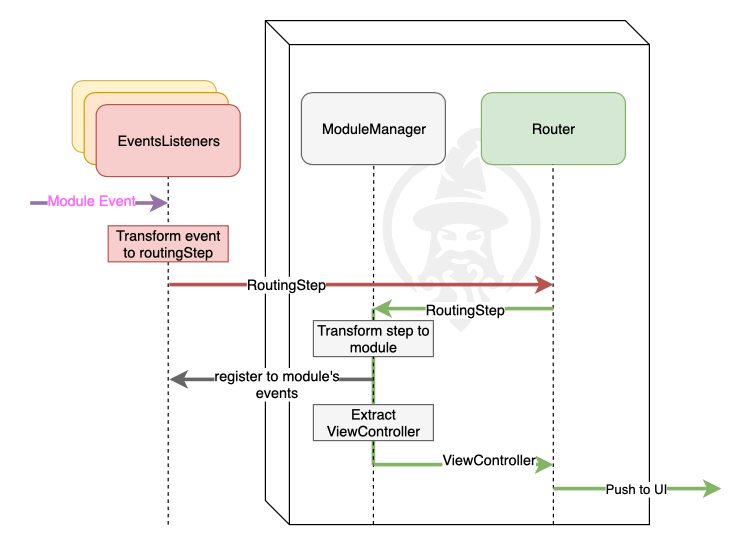 EventsListeners
ModuleManager
Router
Module Event
Transform event
to routingStep
RoutingStep
RoutingStep
Transform step to
module
register to module's
events
Extract
ViewController
ViewController
Push to UI